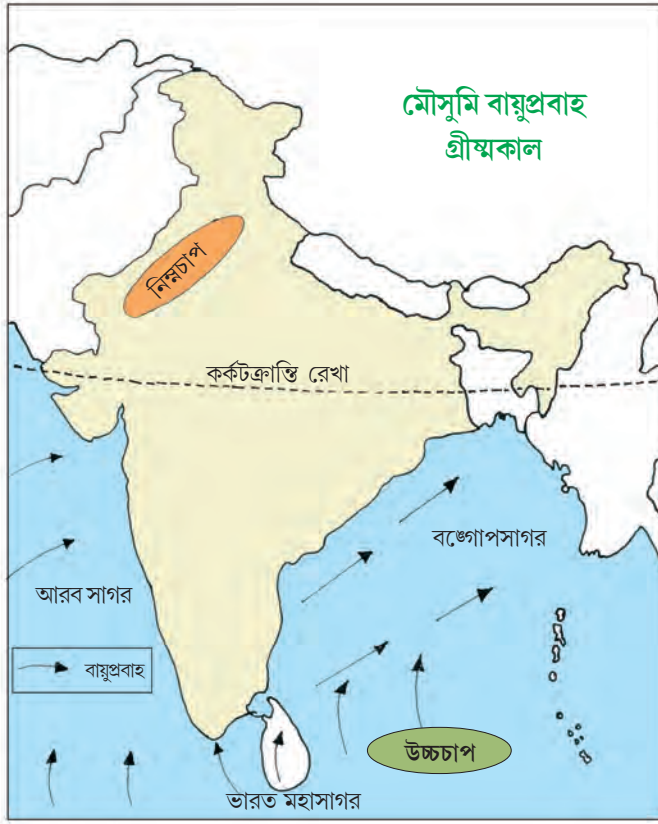 মৌসুমি বায়ুপ্রবাহ
গ্রীষ্মকাল
নিম্নচাপ
কর্কটক্রান্তি রেখা
বঙ্গোপসাগর
আরব সাগর
বায়ুপ্রবাহ
উচ্চচাপ
ভারত মহাসাগর